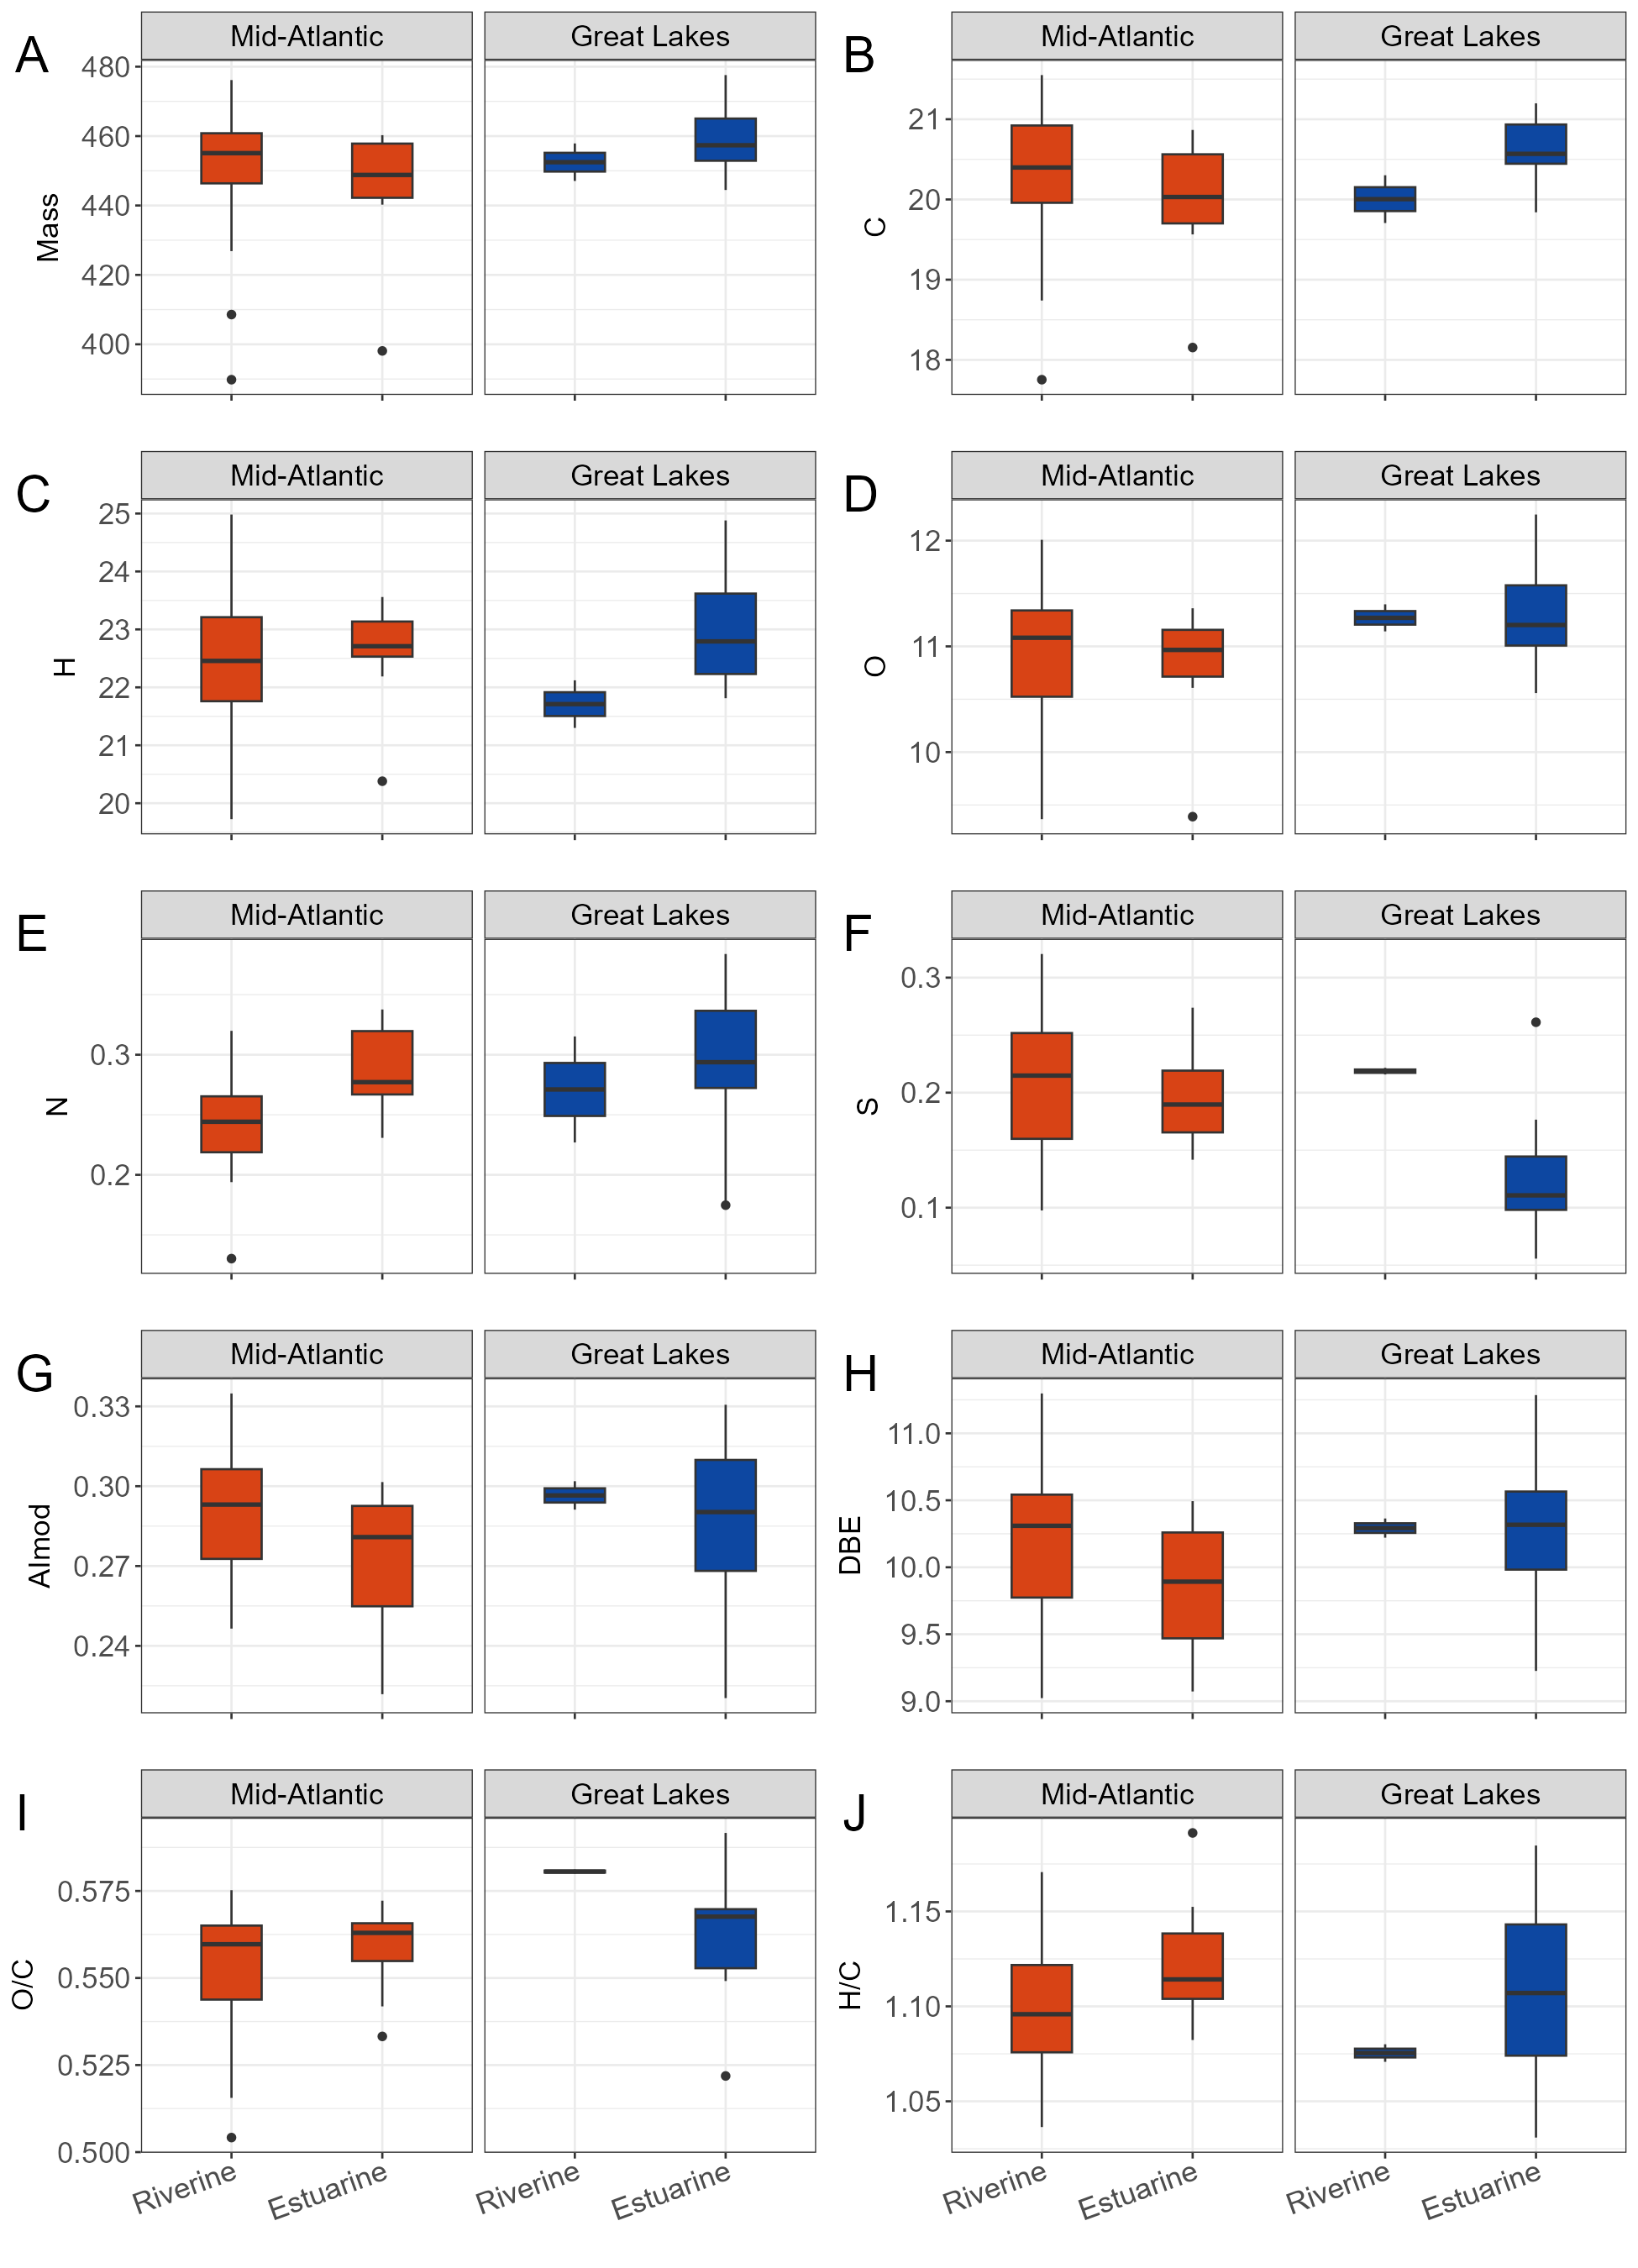 A Mid-Atlantic Great Lakes
480
460
440
420
400
Mass
B Mid-Atlantic Great Lakes
21
20
19
18
C
C Mid-Atlantic Great Lakes
25
24
23
22
21
20
H
D Mid-Atlantic Great Lakes
12
11
10
O
E Mid-Atlantic Great Lakes
0.3
0.2
N
F Mid-Atlantic Great Lakes
0.3
0.2
0.1
S
G Mid-Atlantic Great Lakes
0.33
0.30
0.27
0.24
AImod
H Mid-Atlantic Great Lakes
11.0
10.5
10.0
9.5
9.0
DBE
I Mid-Atlantic Great Lakes
0.575
0.550
0.525
0.500
O/C
Riverine Estuarine Riverine Estuarine
J Mid-Atlantic Great Lakes
1.15
1.10
1.05
H/C
Riverine Estuarine Riverine Estuarine